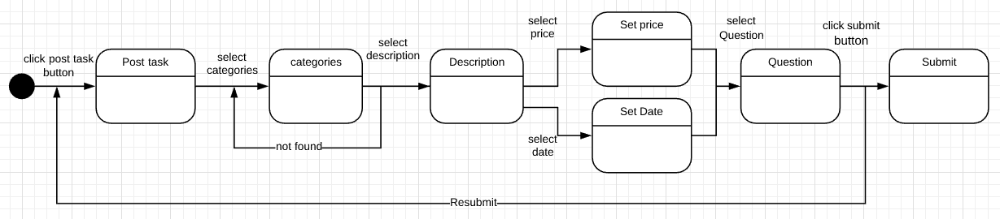 click post task
button
Post task
select
categories
categories
not found
select
description
Description
select
price
Set price
select
date
Set Date
select
Question
Question
click submit
button
Submit
Resubmit